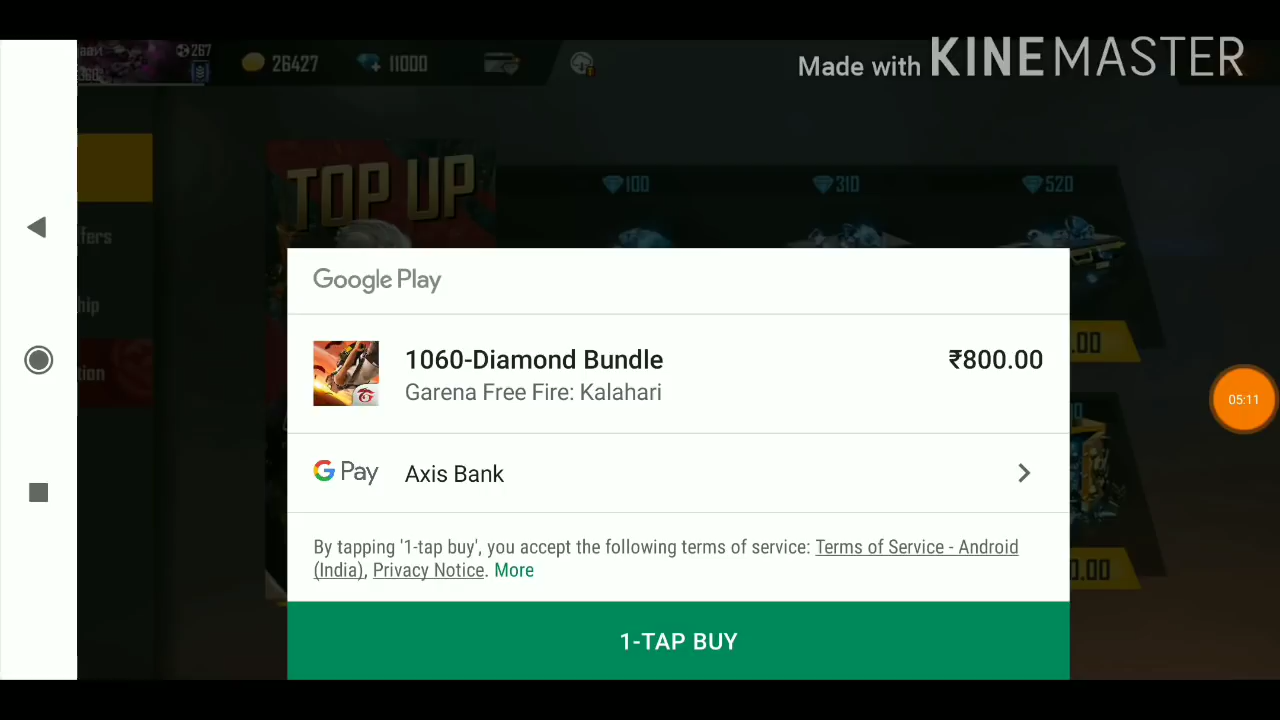 267
26427
11000
Made with KINEMASTER
TOP UP
100
310
520
Google Play
1060-Diamond Bundle
₹800.00
Garena Free Fire: Kalahari
G Pay
Axis Bank
05:11
By tapping '1-tap buy', you accept the following terms of service: Terms of Service - Android
(India), Privacy Notice. More
1-TAP BUY